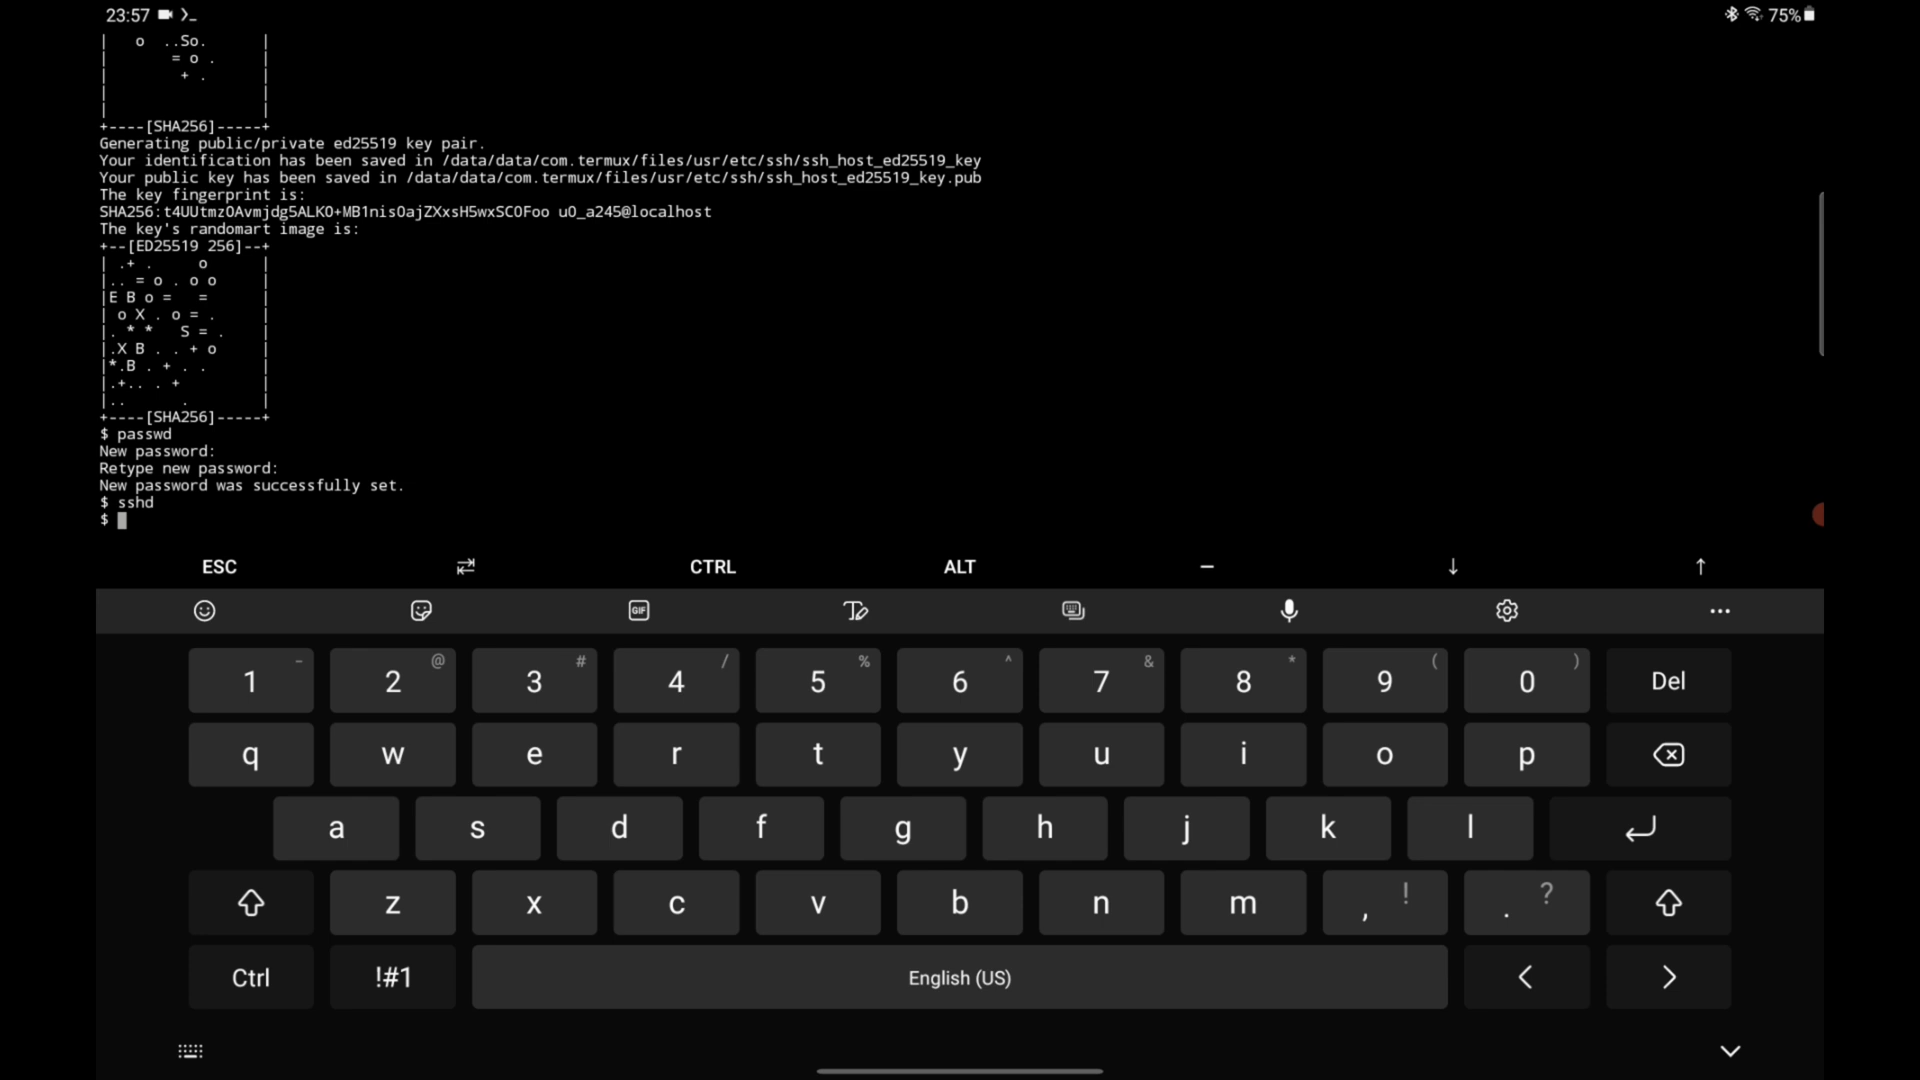 23:57 75%
|   o  ..So.      |
|       = o .     |
|        + .      |
|                 |
|                 |
+----[SHA256]-----+
Generating public/private ed25519 key pair.
Your identification has been saved in /data/data/com.termux/files/usr/etc/ssh/ssh_host_ed25519_key
Your public key has been saved in /data/data/com.termux/files/usr/etc/ssh/ssh_host_ed25519_key.pub
The key fingerprint is:
SHA256:t4UUtmzOAvmjdg5ALKO+MB1nisOajZXxsH5wxSCOFoo u0_a245@localhost
The key's randomart image is:
+--[ED25519 256]--+
| .+ .     o      |
|.. = o . o o     |
|E B o =   =      |
| o X . o = .     |
|. * *   S = .    |
|.X B . . + o     |
|*.B . + . .      |
|.+.. . +         |
|..      .        |
+----[SHA256]-----+
$ passwd
New password:
Retype new password:
New password was successfully set.
$ sshd
$
ESC CTRL ALT – ↓ ↑
GIF
1 - 2 @ 3 # 4 / 5 % 6 ^ 7 & 8 * 9 ( 0 ) Del
q w e r t y u i o p
a s d f g h j k l
z x c v b n m , ! . ?
Ctrl !#1 English (US) < >